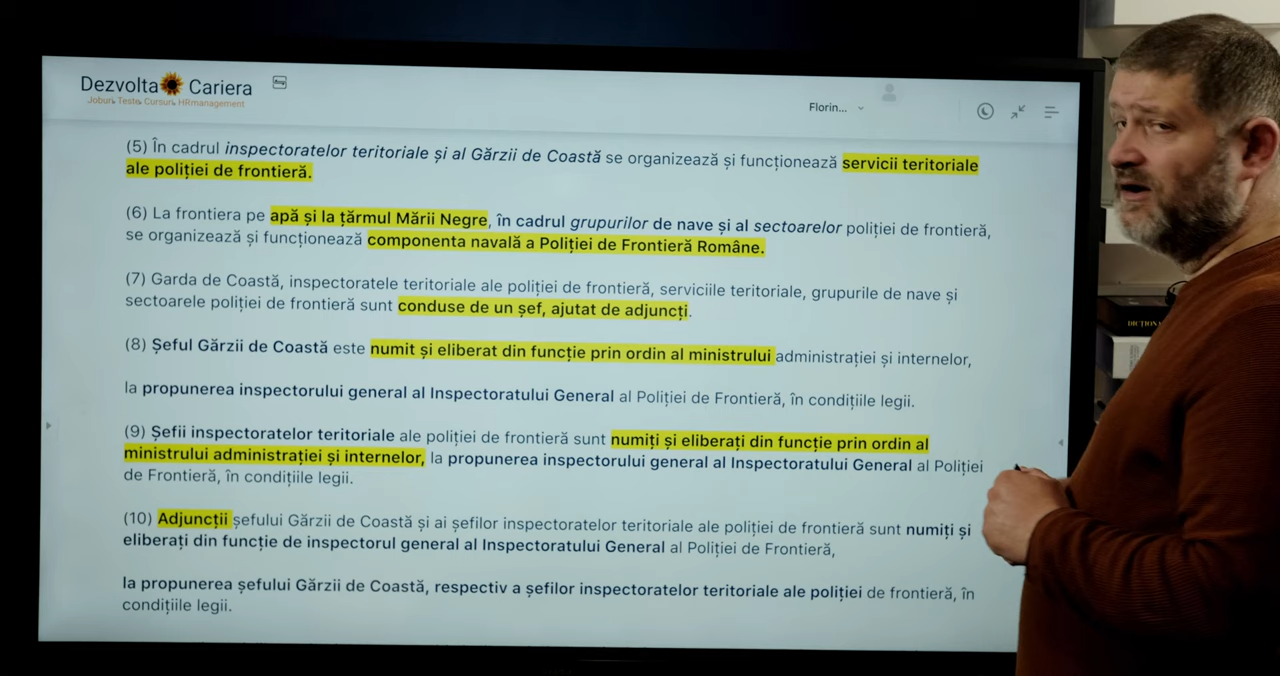 Dezvolta Cariera
Joburi, Teste, Cursuri, HRmanagement
Florin...
(5) În cadrul inspectoratelor teritoriale și al Gărzii de Coastă se organizează și funcționează servicii teritoriale
ale poliției de frontieră.
(6) La frontiera pe apă și la țărmul Mării Negre, în cadrul grupurilor de nave și al sectoarelor poliției de frontieră,
se organizează și funcționează componenta navală a Poliției de Frontieră Române.
(7) Garda de Coastă, inspectoratele teritoriale ale poliției de frontieră, serviciile teritoriale, grupurile de nave și
sectoarele poliției de frontieră sunt conduse de un șef, ajutat de adjuncți.
(8) Șeful Gărzii de Coastă este numit și eliberat din funcție prin ordin al ministrului administrației și internelor,
la propunerea inspectorului general al Inspectoratului General al Poliției de Frontieră, în condițiile legii.
(9) Șefii inspectoratelor teritoriale ale poliției de frontieră sunt numiți și eliberați din funcție prin ordin al
ministrului administrației și internelor, la propunerea inspectorului general al Inspectoratului General al Poliției
de Frontieră, în condițiile legii.
(10) Adjuncții șefului Gărzii de Coastă și ai șefilor inspectoratelor teritoriale ale poliției de frontieră sunt numiți și
eliberați din funcție de inspectorul general al Inspectoratului General al Poliției de Frontieră,
la propunerea șefului Gărzii de Coastă, respectiv a șefilor inspectoratelor teritoriale ale poliției de frontieră, în
condițiile legii.